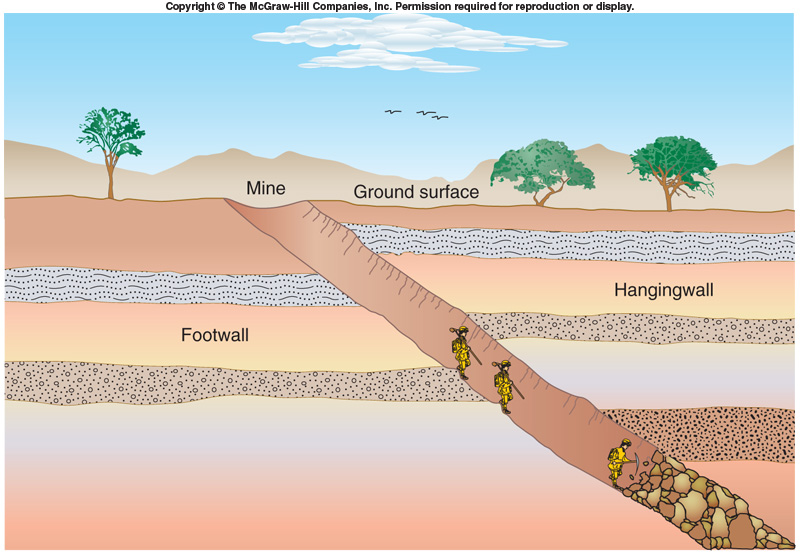 Copyright © The McGraw-Hill Companies, Inc. Permission required for reproduction or display.
Mine
Ground surface
Hangingwall
Footwall